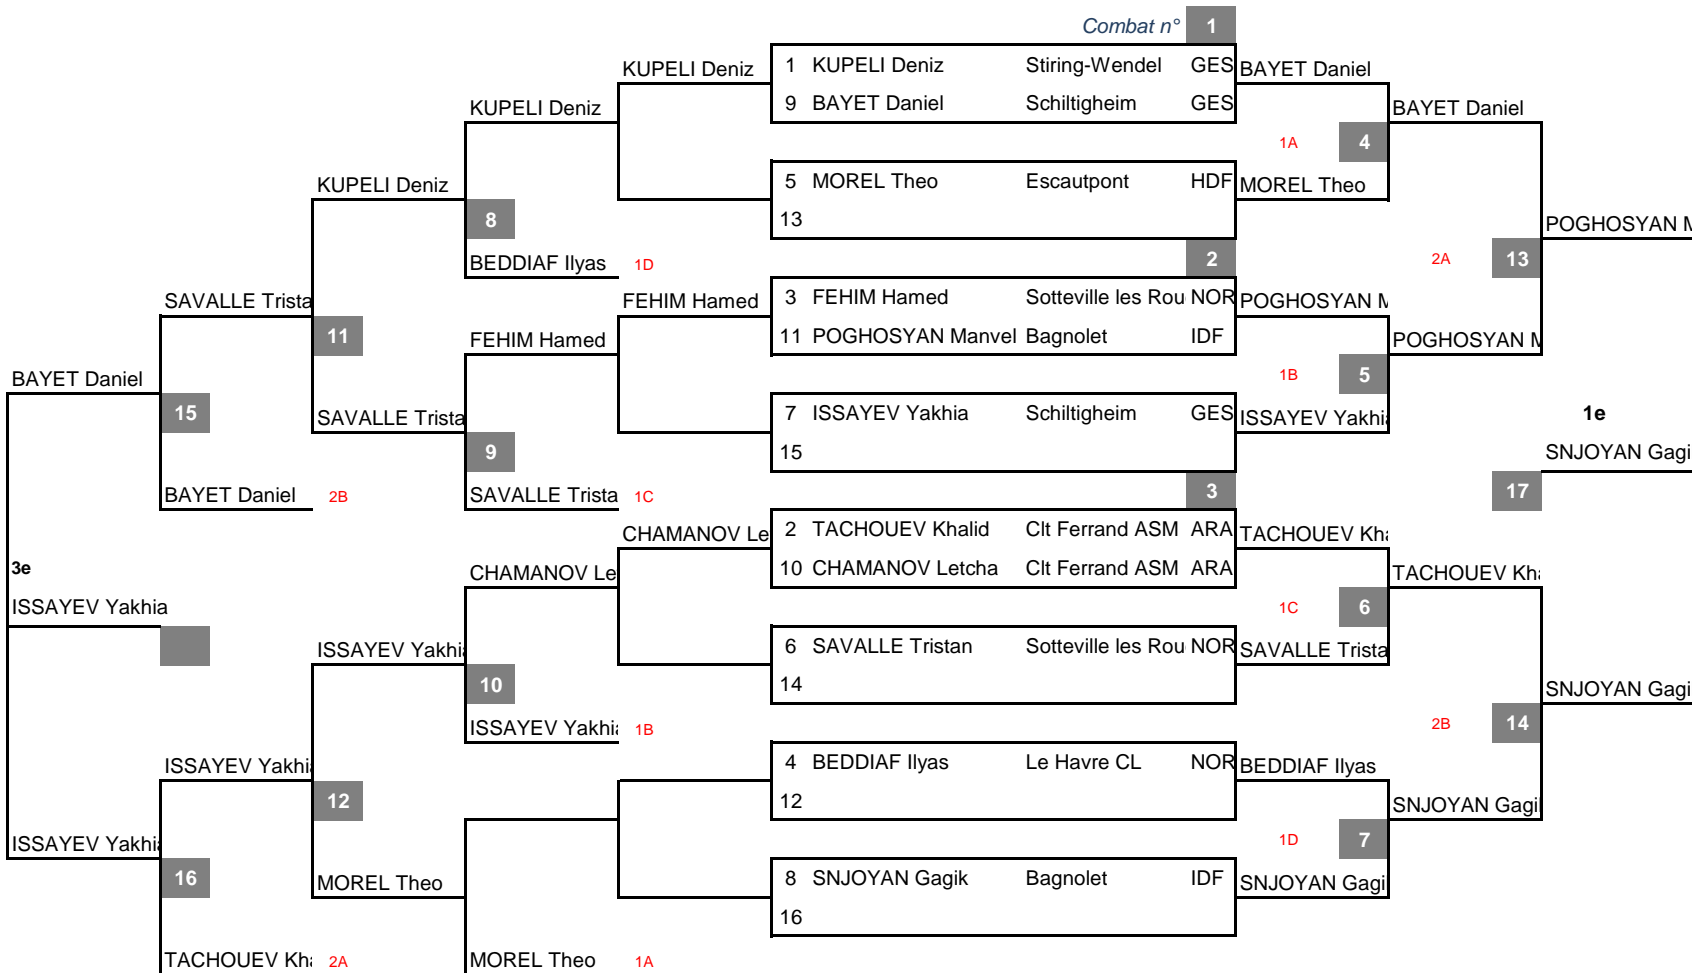 Combat n° 1
KUPELI Deniz 1 KUPELI Deniz Stiring-Wendel GES BAYET Daniel
KUPELI Deniz 9 BAYET Daniel Schiltigheim GES BAYET Daniel
1A 4
KUPELI Deniz 5 MOREL Theo Escautpont HDF MOREL Theo
8 13 POGHOSYAN M
BEDDIAF Ilyas 1D 2 2A 13
SAVALLE Trista FEHIM Hamed 3 FEHIM Hamed Sotteville les Rou NOR POGHOSYAN M
11 FEHIM Hamed 11 POGHOSYAN Manvel Bagnolet IDF POGHOSYAN M
BAYET Daniel 1B 5
15 SAVALLE Trista 7 ISSAYEV Yakhia Schiltigheim GES ISSAYEV Yakhia 1e
9 15 SNJOYAN Gagi
BAYET Daniel 2B SAVALLE Trista 1C 3 17
CHAMANOV Le 2 TACHOUEV Khalid Clt Ferrand ASM ARA TACHOUEV Kha
3e CHAMANOV Le 10 CHAMANOV Letcha Clt Ferrand ASM ARA TACHOUEV Kha
ISSAYEV Yakhia 1C 6
ISSAYEV Yakhia 6 SAVALLE Tristan Sotteville les Rou NOR SAVALLE Trista
10 14 SNJOYAN Gagi
ISSAYEV Yakhia 1B 2B 14
ISSAYEV Yakhia 4 BEDDIAF Ilyas Le Havre CL NOR BEDDIAF Ilyas
12 12 SNJOYAN Gagi
ISSAYEV Yakhia 1D 7
16 MOREL Theo 8 SNJOYAN Gagik Bagnolet IDF SNJOYAN Gagi
16
TACHOUEV Kha 2A MOREL Theo 1A